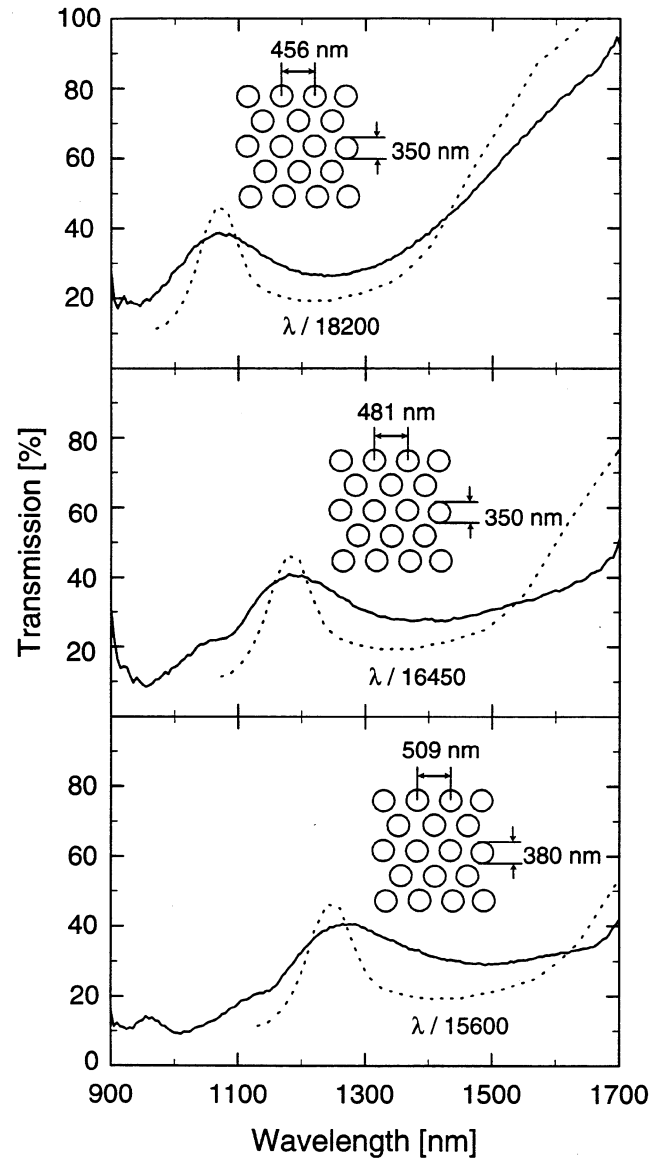 100
456 nm
80
60
350 nm
40
20
λ / 18200
481 nm
80
60
350 nm
40
20
λ / 16450
Transmission [%]
509 nm
80
60
380 nm
40
20
λ / 15600
0
900 1100 1300 1500 1700
Wavelength [nm]